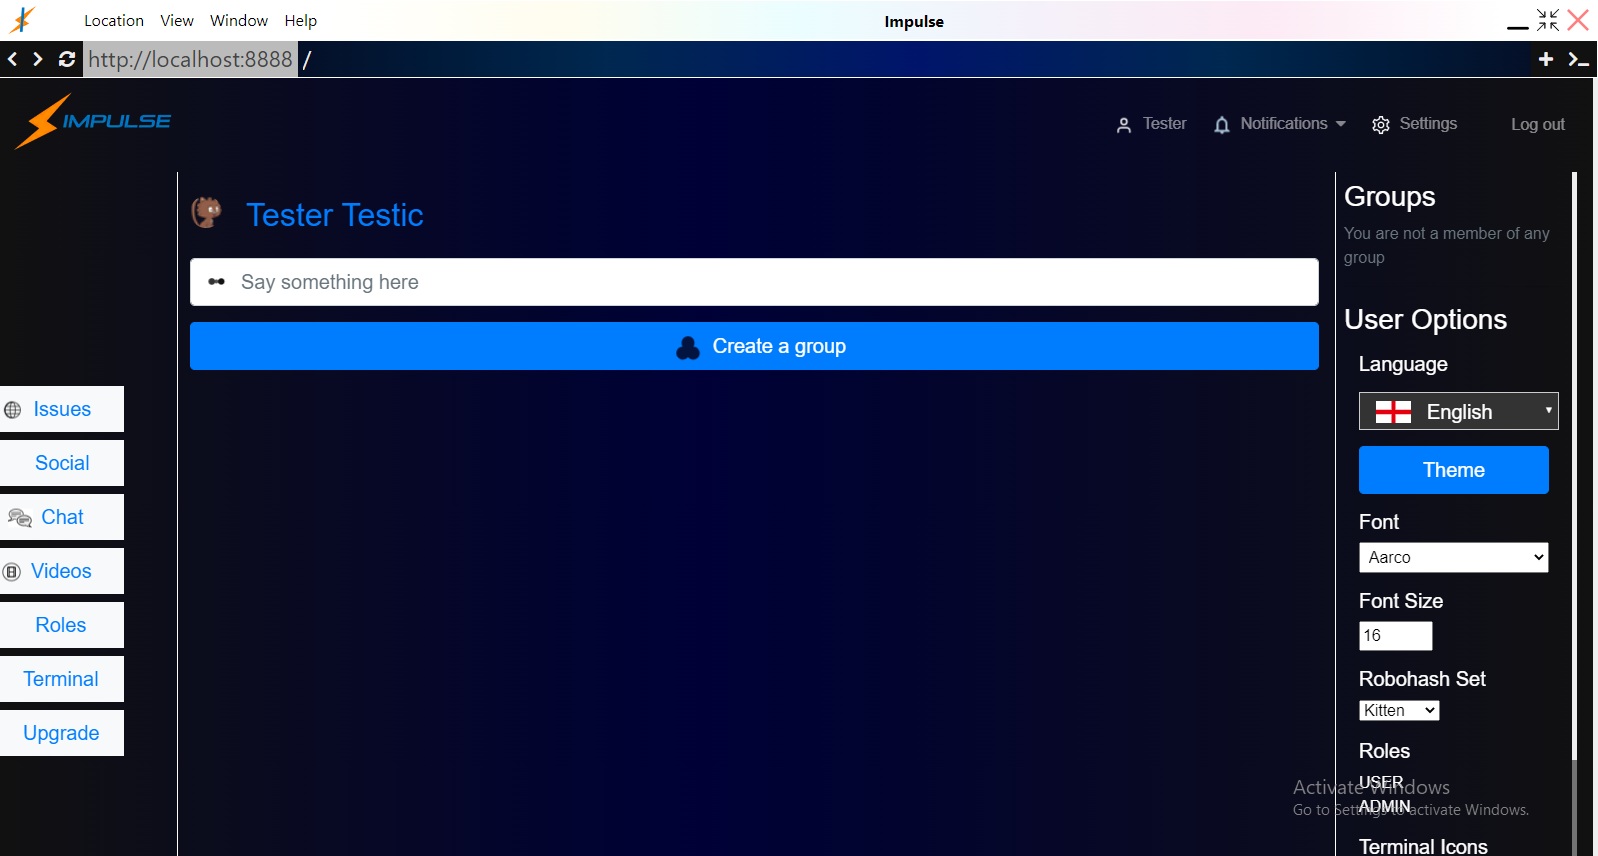 Location View Window Help
Impulse
http://localhost:8888 /
IMPULSE
Tester
Notifications
Settings
Log out
Issues
Social
Chat
Videos
Roles
Terminal
Upgrade
Tester Testic
Say something here
Create a group
Groups
You are not a member of any
group
User Options
Language
English
Theme
Font
Aarco
Font Size
16
Robohash Set
Kitten
Roles
USER
ADMIN
Terminal Icons
Activate Windows
Go to Settings to activate Windows.